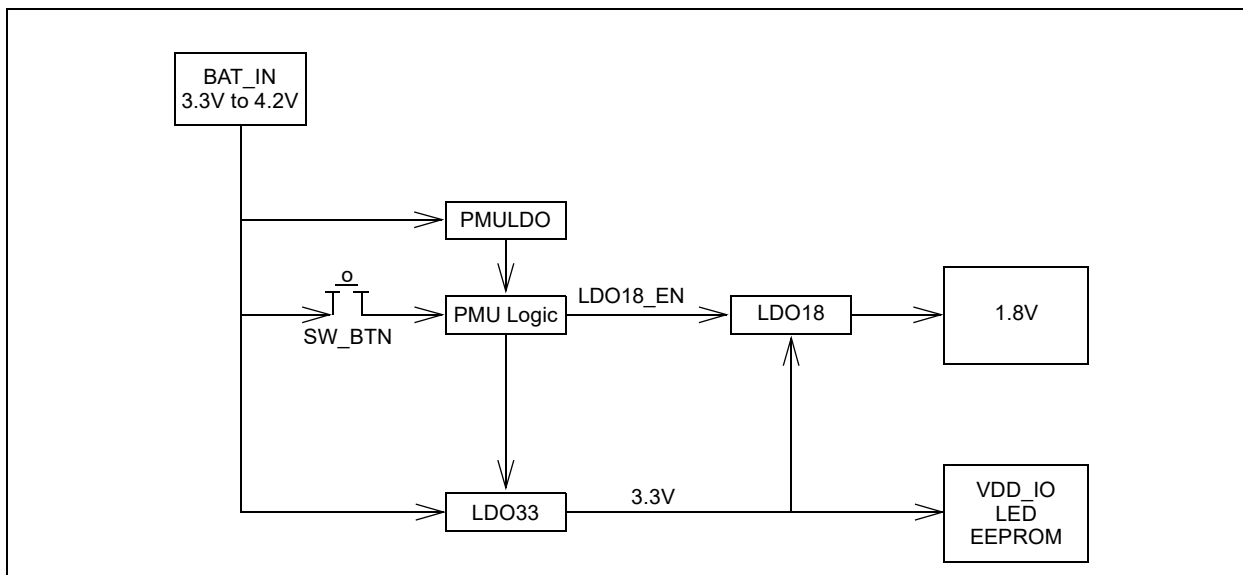 BAT_IN
3.3V to 4.2V
PMULDO
SW_BTN
PMU Logic
LDO18_EN
LDO18
1.8V
LDO33
3.3V
VDD_IO
LED
EEPROM